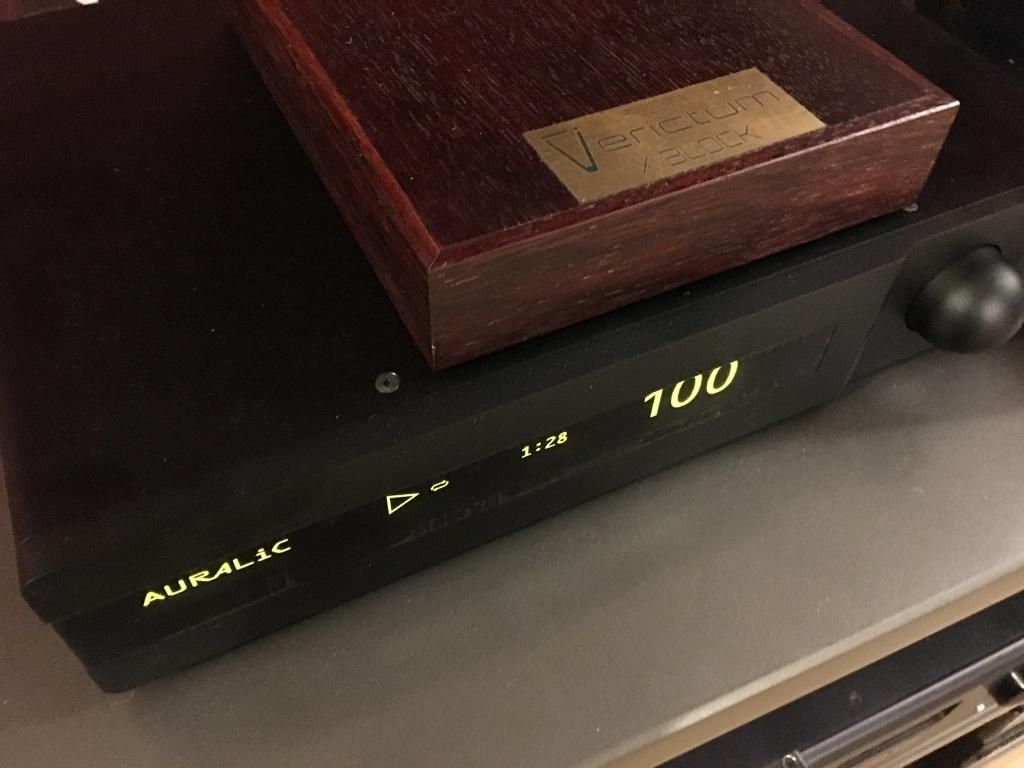 Verictum
/BLOCK
100
1:28
AURALiC